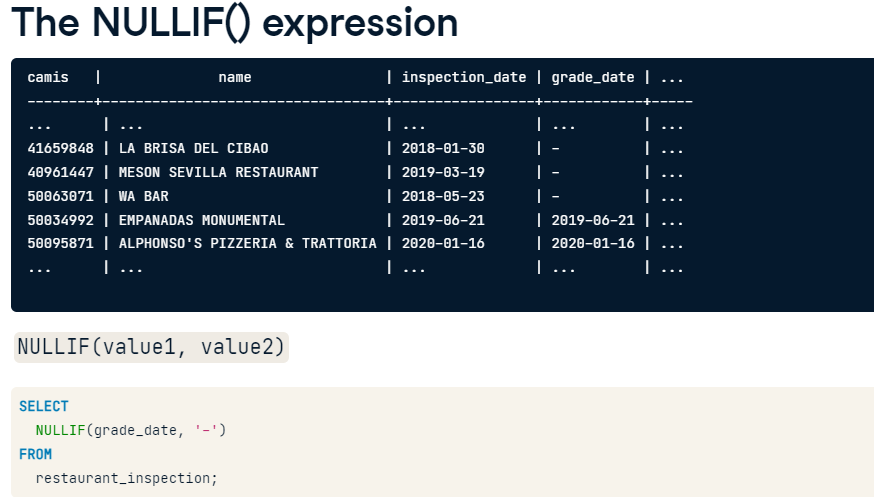 The NULLIF() expression
camis   |              name                | inspection_date | grade_date | ...
--------+----------------------------------+-----------------+------------+-----
...      | ...                             | ...             | ...        | ...
41659848 | LA BRISA DEL CIBAO              | 2018-01-30      | -          | ...
40961447 | MESON SEVILLA RESTAURANT        | 2019-03-19      | -          | ...
50063071 | WA BAR                          | 2018-05-23      | -          | ...
50034992 | EMPANADAS MONUMENTAL            | 2019-06-21      | 2019-06-21 | ...
50095871 | ALPHONSO'S PIZZERIA & TRATTORIA | 2020-01-16      | 2020-01-16 | ...
...      | ...                             | ...             | ...        | ...
NULLIF(value1, value2)
SELECT
  NULLIF(grade_date, '-')
FROM
  restaurant_inspection;